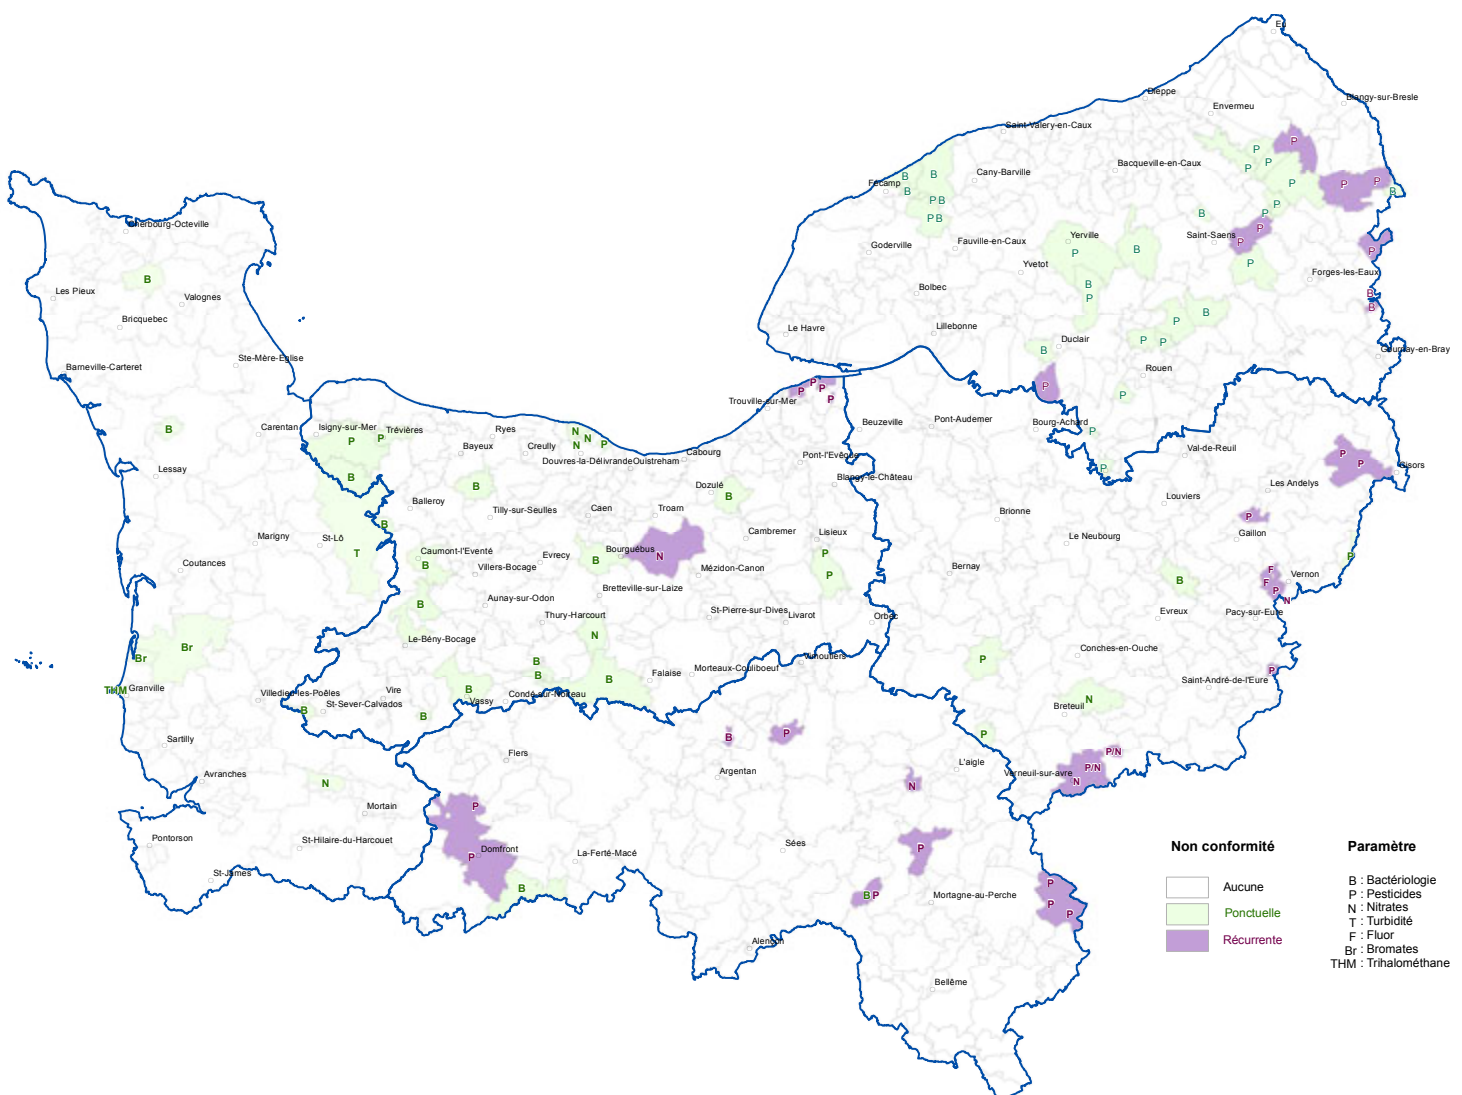 Eu
Dieppe
Blangy-sur-Bresle
Envermeu
Saint-Valery-en-Caux
P
P
P
P
Bacqueville-en-Caux
B
B
Cany-Barville
Fécamp
B
P
P
P
B
P B
P B
P
P
B
Cherbourg-Octeville
Goderville
Fauville-en-Caux
Yerville
P
B
Saint-Saens
P
P
P
P
Yvetot
Forges-les-Eaux
B
Les Pieux
Valognes
Bolbec
B
P
B
B
Bricquebec
Le Havre
Lillebonne
P
B
Duclair
B
P
P
Ste-Mère-Eglise
Gournay-en-Bray
Barneville-Carteret
Rouen
P
P
Trouville-sur-Mer
P
P
P
P
Carentan
B
Isigny-sur-Mer
Trévières
P
P
Ryes
N
N
N
P
Beuzeville
Pont-Audemer
Bourg-Achard
P
Bayeux
Creully
Douvres-la-Délivrande
Ouistreham
Cabourg
Pont-l'Evêque
Val-de-Reuil
P
P
Gisors
Lessay
B
Blangy-le-Château
P
B
Dozulé
B
Les Andelys
Balleroy
Tilly-sur-Seulles
Caen
Troarn
Louviers
Brionne
P
B
Marigny
St-Lô
Cambremer
Lisieux
Le Neubourg
Gaillon
T
Caumont-l'Eventé
B
Evrecy
B
Bourguébus
N
P
P
Coutances
Villers-Bocage
Mézidon-Canon
P
Bernay
B
F
F
P
Vernon
N
Bretteville-sur-Laize
Aunay-sur-Odon
B
St-Pierre-sur-Dives
Livarot
Orbec
Evreux
Pacy-sur-Eure
Thury-Harcourt
N
Le-Bény-Bocage
Br
Br
B
B
P
Conches-en-Ouche
THM
Granville
Falaise
Morteaux-Couliboeuf
Vimoutiers
P
Saint-André-de-l'Eure
Villedieu-les-Poêles
Vire
B
Vassy
Condé-sur-Noireau
B
N
Breteuil
B
St-Sever-Calvados
B
Sartilly
B
P
P
Flers
P/N
Avranches
N
Argentan
L'aigle
P/N
Verneuil-sur-avre
N
N
Mortain
P
Pontorson
St-Hilaire-du-Harcouet
P
Domfront
La-Ferté-Macé
Sées
P
St-James
B
B P
Mortagne-au-Perche
P
P
P
Alençon
Bellême
Non conformité
Aucune
Ponctuelle
Récurrente
Paramètre
B : Bactériologie
P : Pesticides
N : Nitrates
T : Turbidité
F : Fluor
Br : Bromates
THM : Trihalométhane